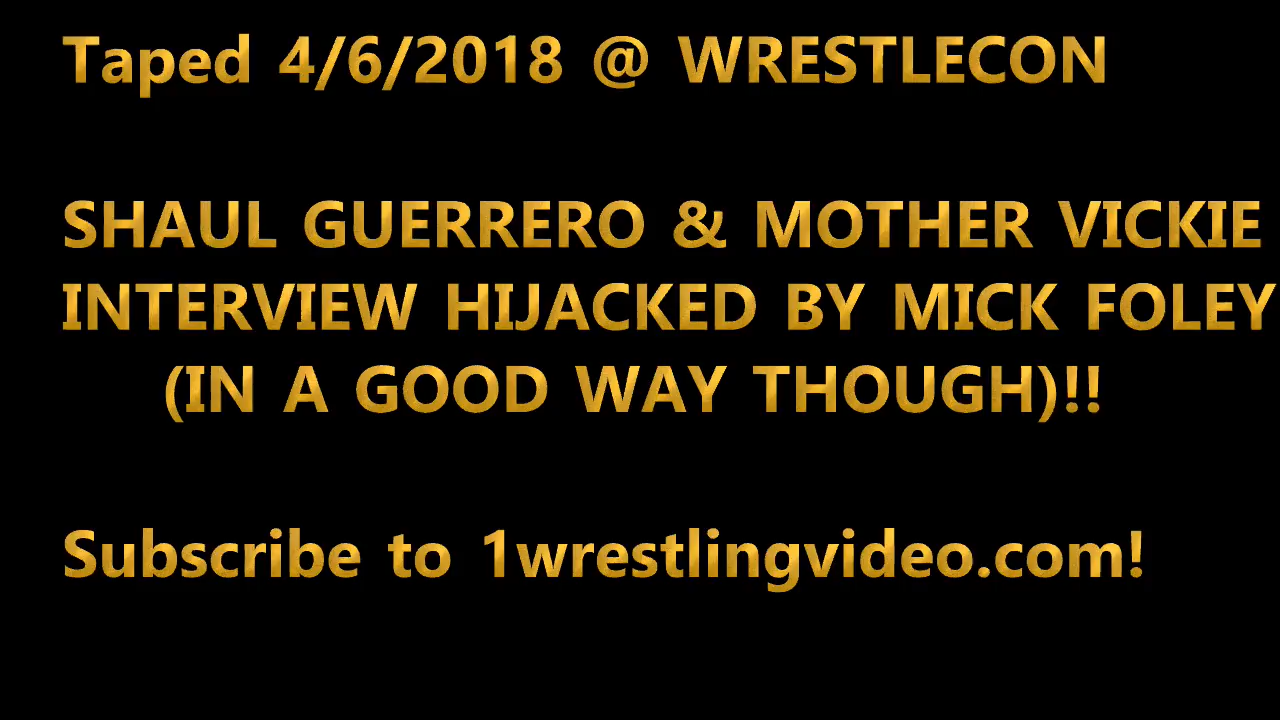 Taped 4/6/2018 @ WRESTLECON
SHAUL GUERRERO & MOTHER VICKIE
INTERVIEW HIJACKED BY MICK FOLEY
(IN A GOOD WAY THOUGH)!!
Subscribe to 1wrestlingvideo.com!